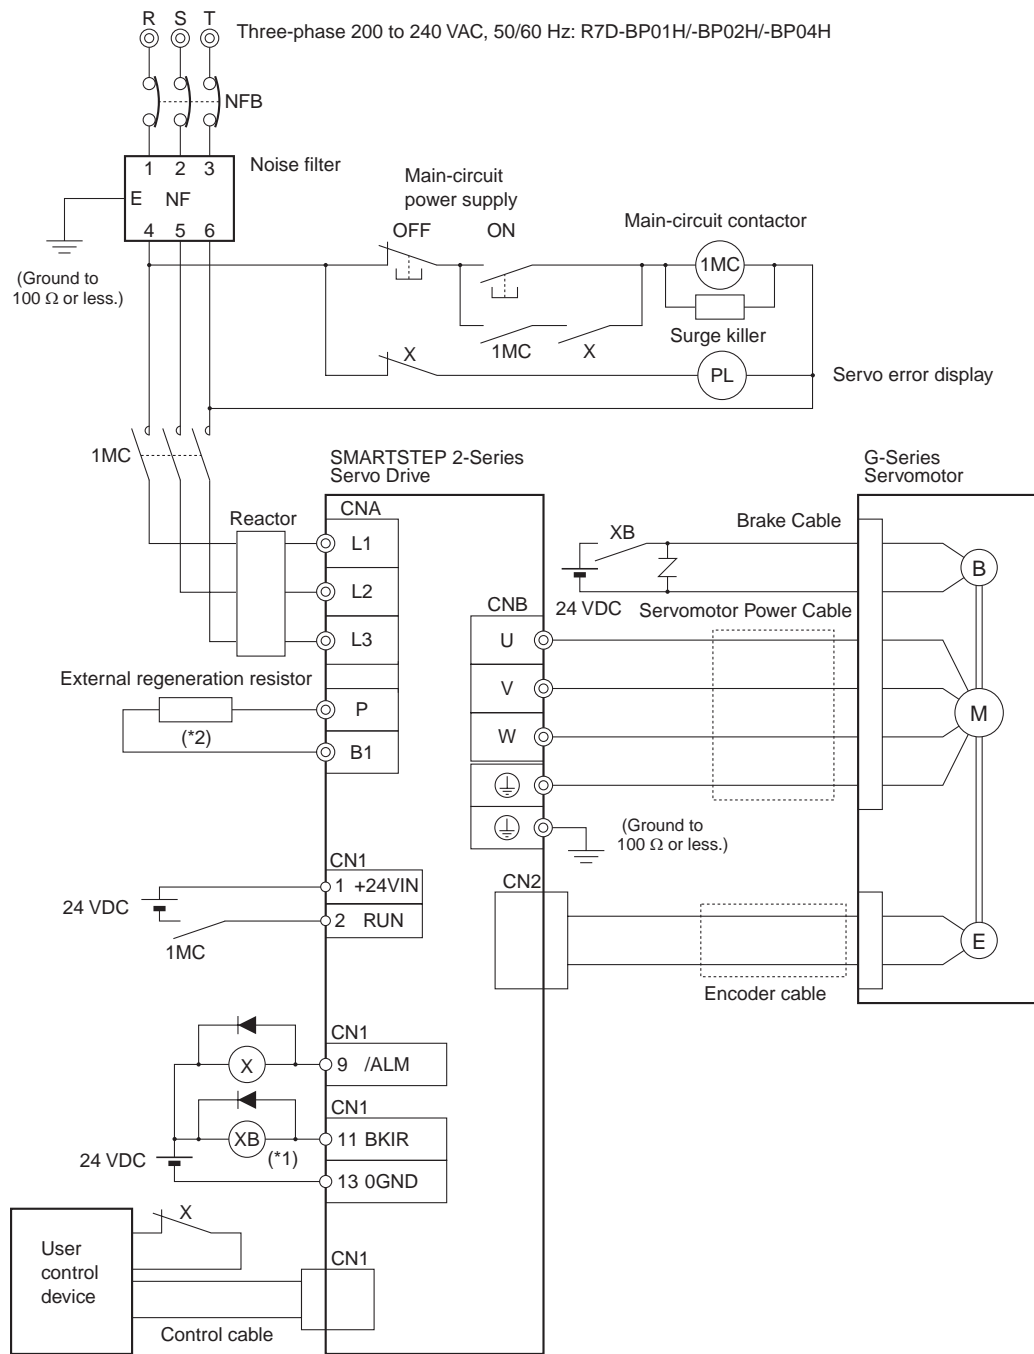 R S T
Three-phase 200 to 240 VAC, 50/60 Hz: R7D-BP01H/-BP02H/-BP04H
NFB
1 2 3
Noise filter
E NF
4 5 6
(Ground to
100 Ω or less.)
Main-circuit
power supply
OFF ON
Main-circuit contactor
1MC
Surge killer
1MC X
X
PL
Servo error display
1MC
SMARTSTEP 2-Series
Servo Drive
G-Series
Servomotor
Reactor
CNA
L1
L2
L3
External regeneration resistor
(*2)
P
B1
XB
Brake Cable
24 VDC
B
Servomotor Power Cable
CNB
U
V
W
M
(Ground to
100 Ω or less.)
CN1
1 +24VIN
2 RUN
24 VDC
1MC
CN2
E
Encoder cable
CN1
X
9 /ALM
CN1
XB
(*1)
11 BKIR
24 VDC
13 0GND
X
User
control
device
CN1
Control cable